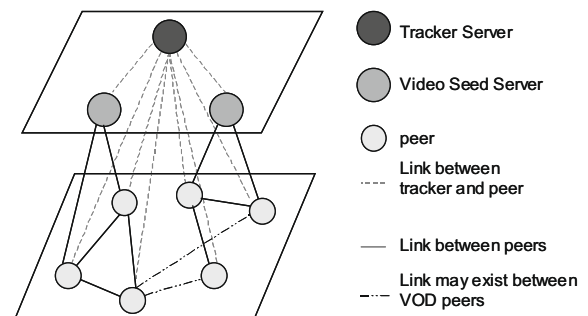 Tracker Server
Video Seed Server
peer
Link between
tracker and peer
Link between peers
Link may exist between
VOD peers